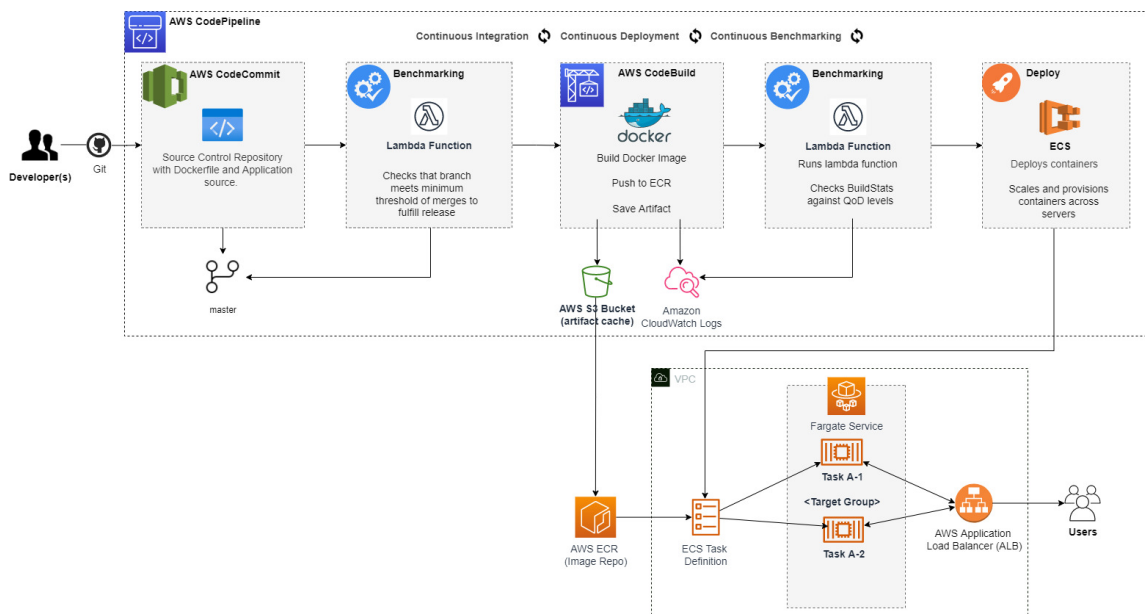 AWS CodePipeline
Continuous Integration
Continuous Deployment
Continuous Benchmarking
AWS CodeCommit
Source Control Repository
with Dockerfile and Application
source.
Benchmarking
Lambda Function
Checks that branch
meets minimum
threshold of merges to
fulfill release
AWS CodeBuild
docker
Build Docker Image
Push to ECR
Save Artifact
Benchmarking
Lambda Function
Runs lambda function
Checks BuildStats
against QoD levels
Deploy
ECS
Deploys containers
Scales and provisions
containers across
servers
Developer(s)
Git
master
AWS S3 Bucket
(artifact cache)
Amazon
CloudWatch Logs
VPC
Fargate Service
Task A-1
<Target Group>
Task A-2
AWS ECR
(Image Repo)
ECS Task
Definition
AWS Application
Load Balancer (ALB)
Users